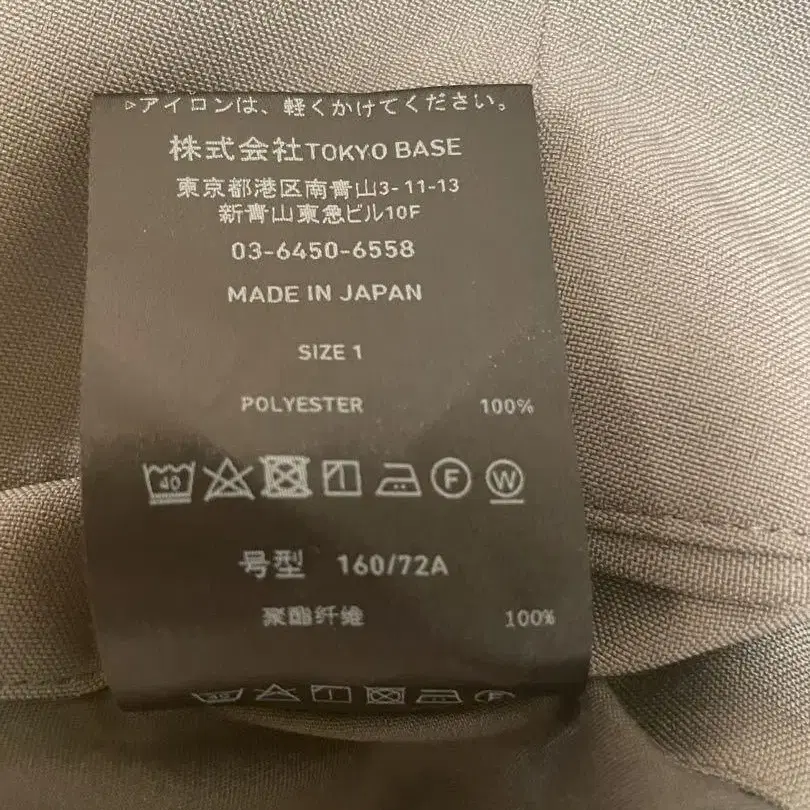 ▹アイロンは、軽くかけてください。
株式会社TOKYO BASE
東京都港区南青山3-11-13
新青山東急ビル10F
03-6450-6558
MADE IN JAPAN
SIZE 1
POLYESTER 100%
40 F W
号型 160/72A
聚酯纤维 100%